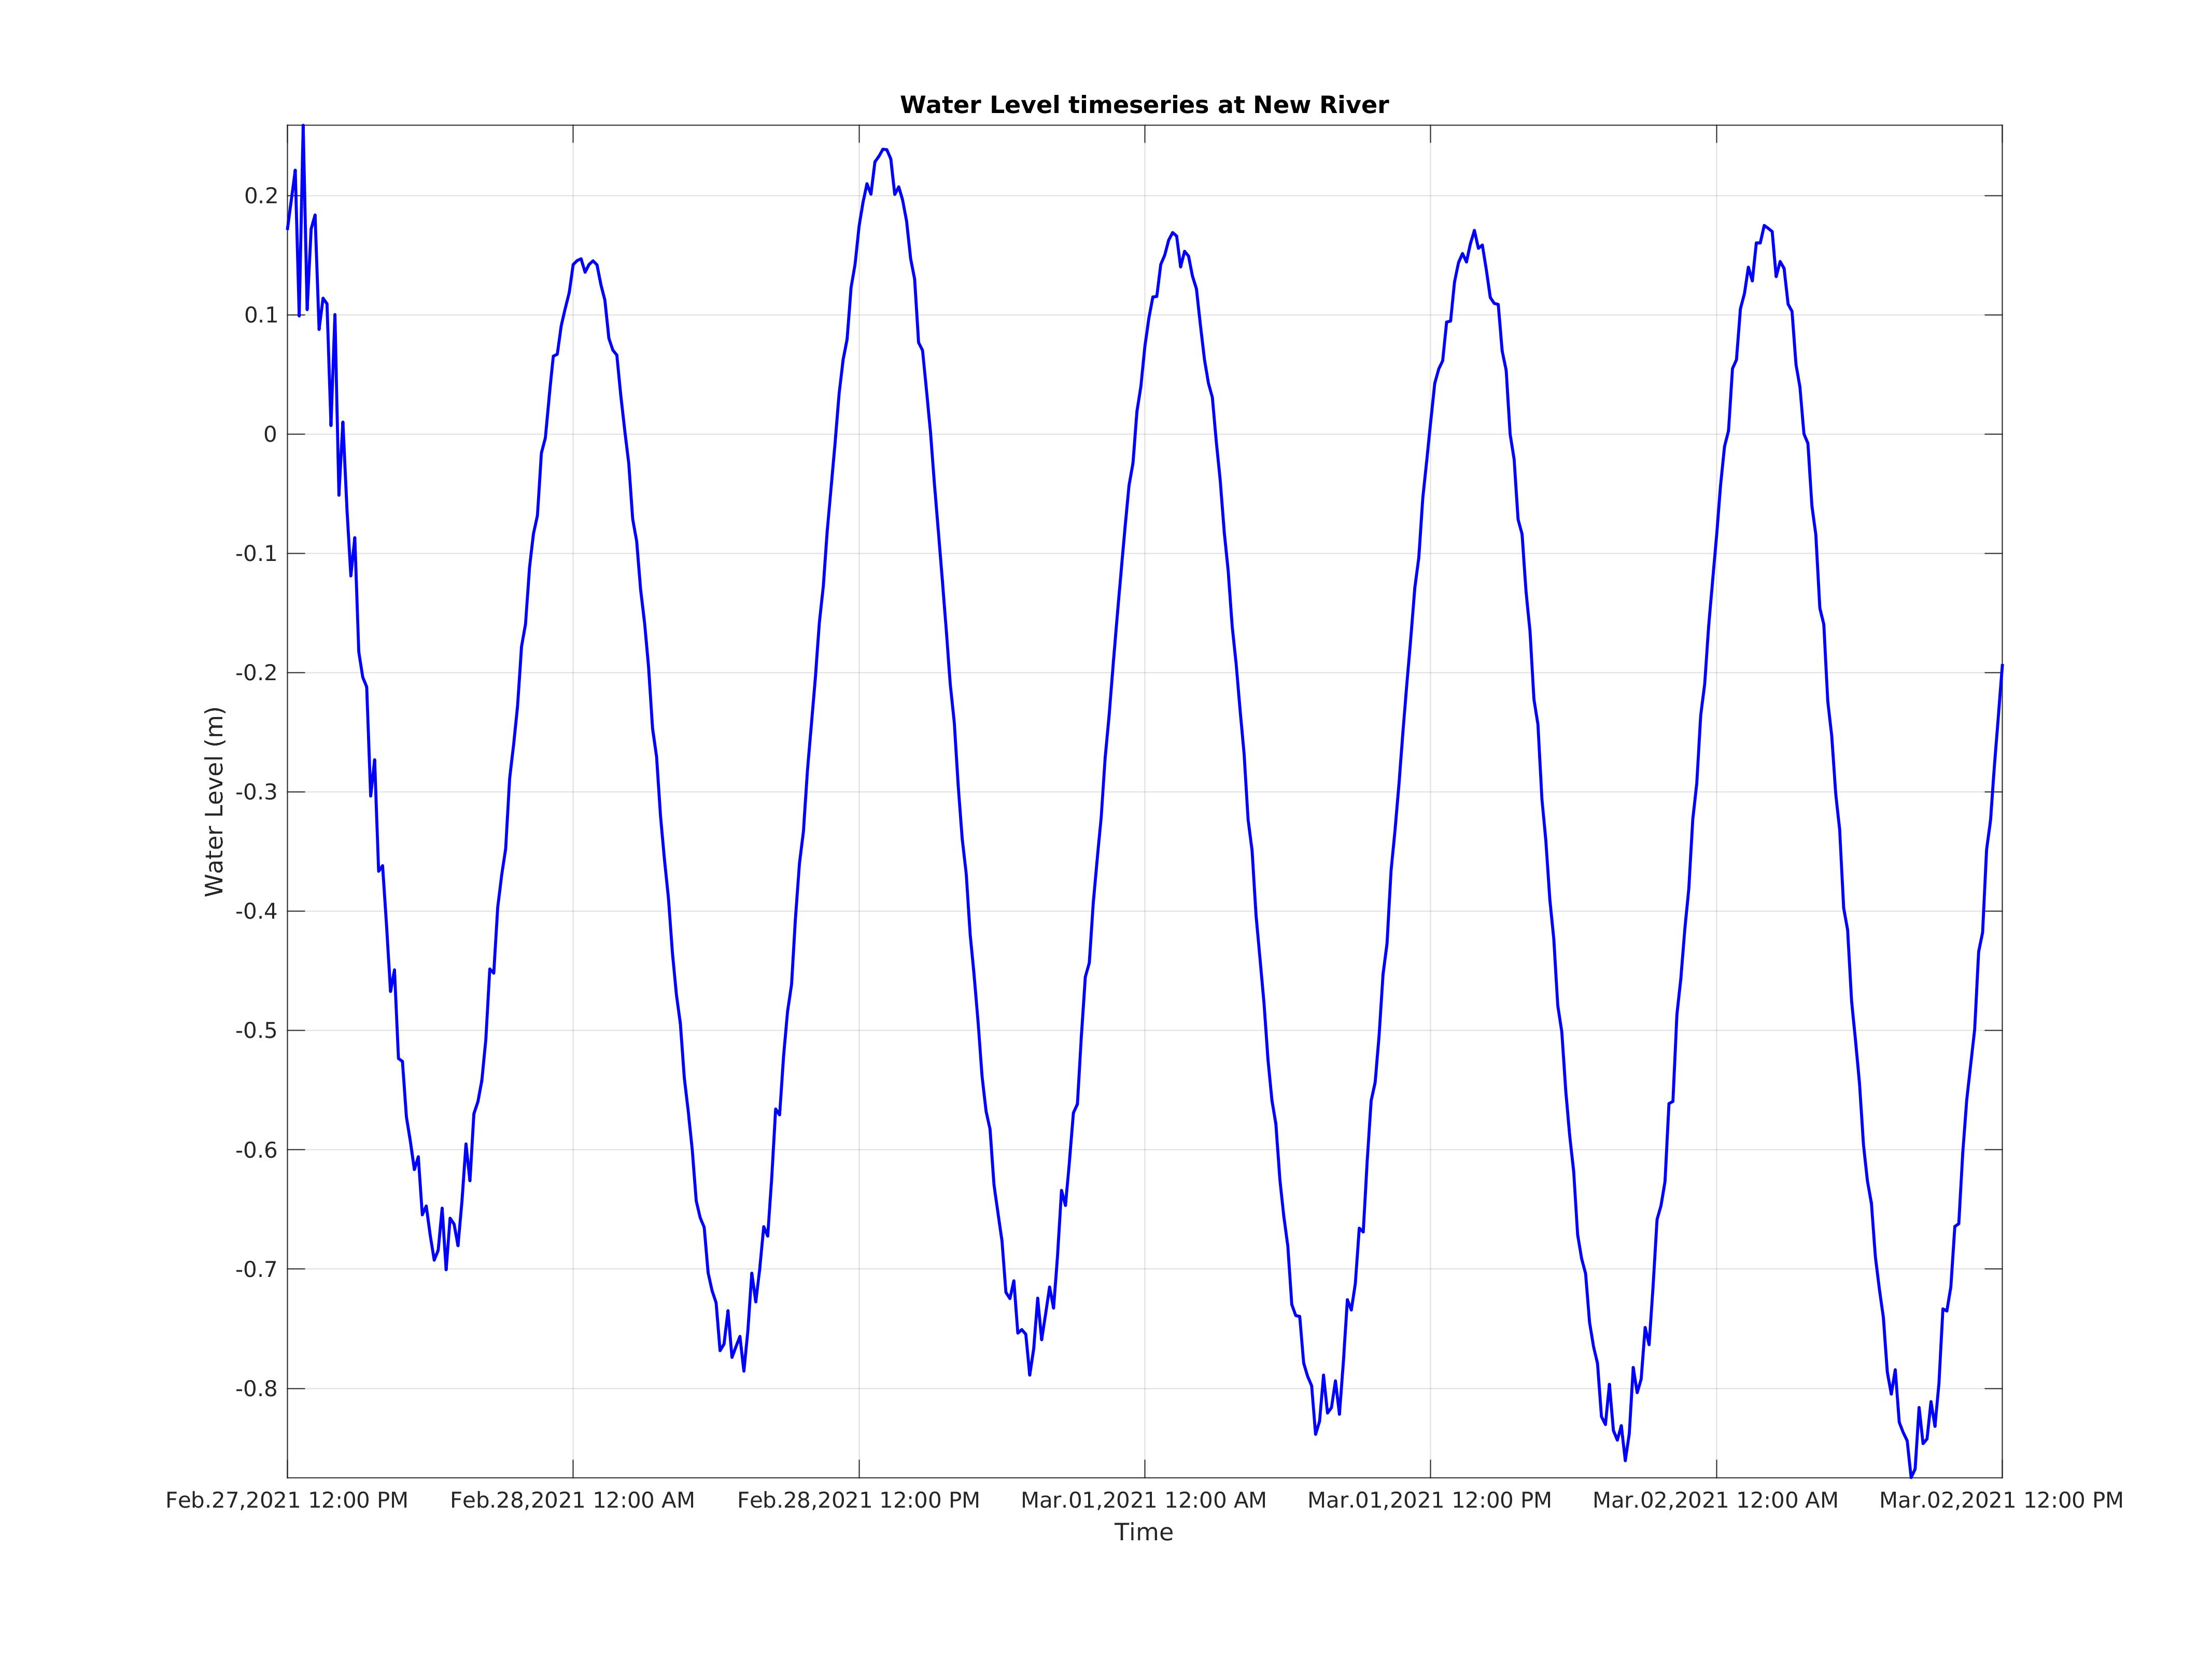 Water Level timeseries at New River
0.2
0.1
0
-0.1
-0.2
-0.3
-0.4
-0.5
-0.6
-0.7
-0.8
Water Level (m)
Feb.27,2021 12:00 PM Feb.28,2021 12:00 AM Feb.28,2021 12:00 PM Mar.01,2021 12:00 AM Mar.01,2021 12:00 PM Mar.02,2021 12:00 AM Mar.02,2021 12:00 PM
Time